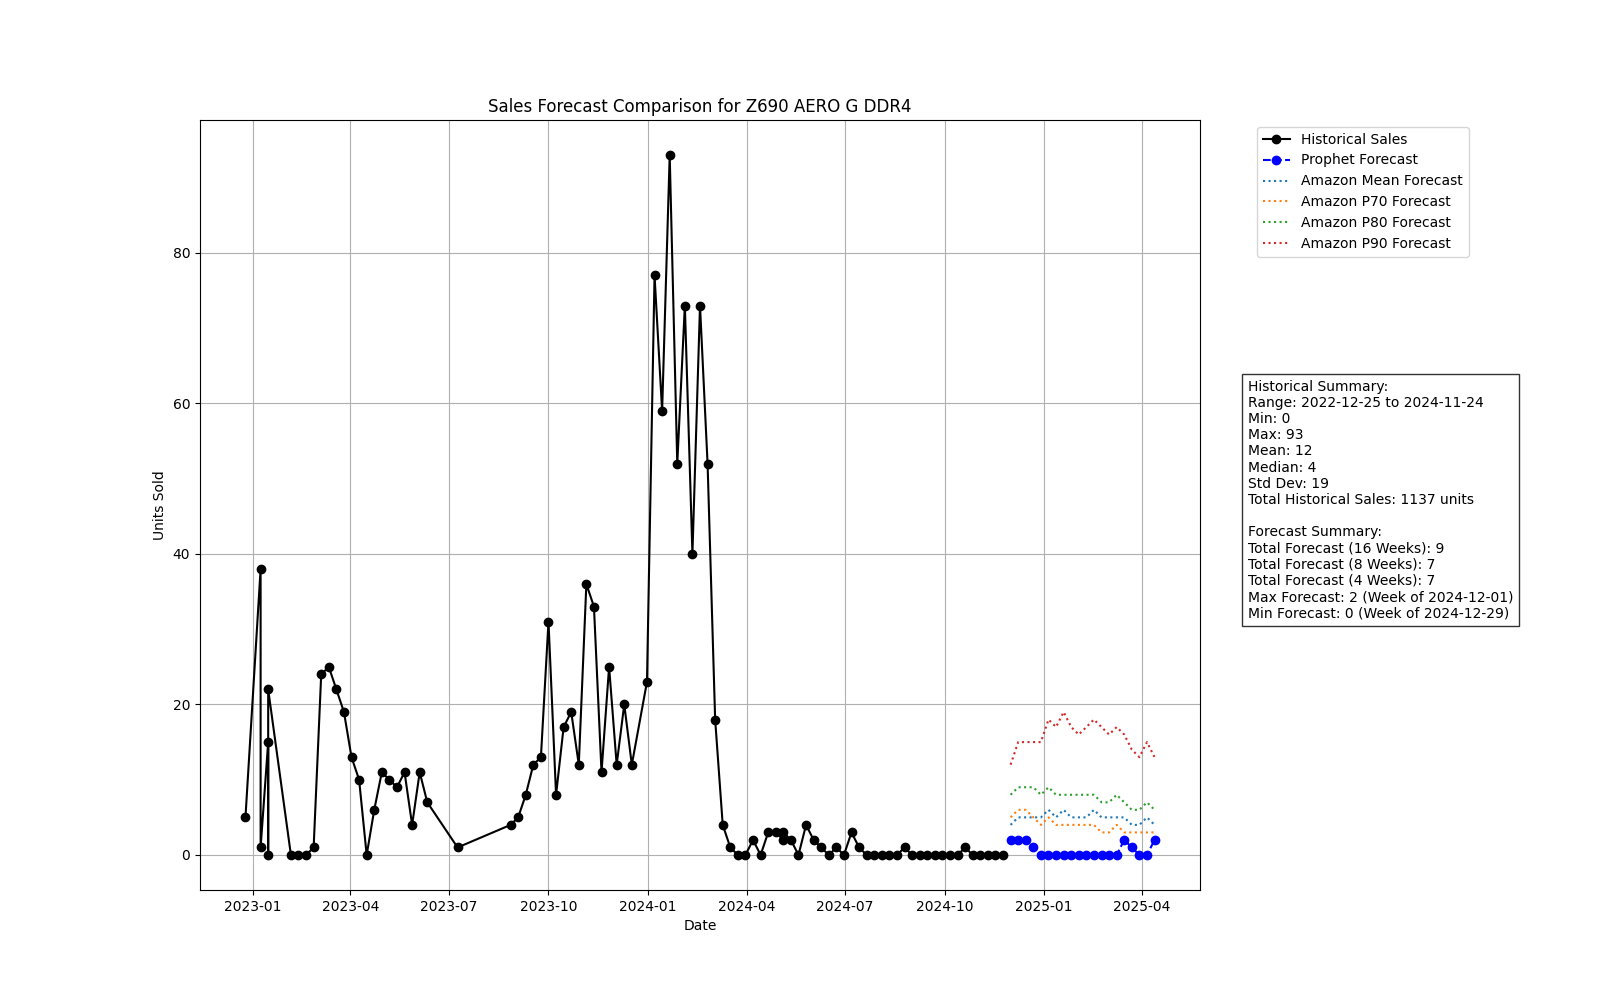 Sales Forecast Comparison for Z690 AERO G DDR4
Historical Sales
Prophet Forecast
Amazon Mean Forecast
Amazon P70 Forecast
Amazon P80 Forecast
Amazon P90 Forecast
80
60
40
20
0
Units Sold
2023-01
2023-04
2023-07
2023-10
2024-01
2024-04
2024-07
2024-10
2025-01
2025-04
Date
Historical Summary:
Range: 2022-12-25 to 2024-11-24
Min: 0
Max: 93
Mean: 12
Median: 4
Std Dev: 19
Total Historical Sales: 1137 units
Forecast Summary:
Total Forecast (16 Weeks): 9
Total Forecast (8 Weeks): 7
Total Forecast (4 Weeks): 7
Max Forecast: 2 (Week of 2024-12-01)
Min Forecast: 0 (Week of 2024-12-29)